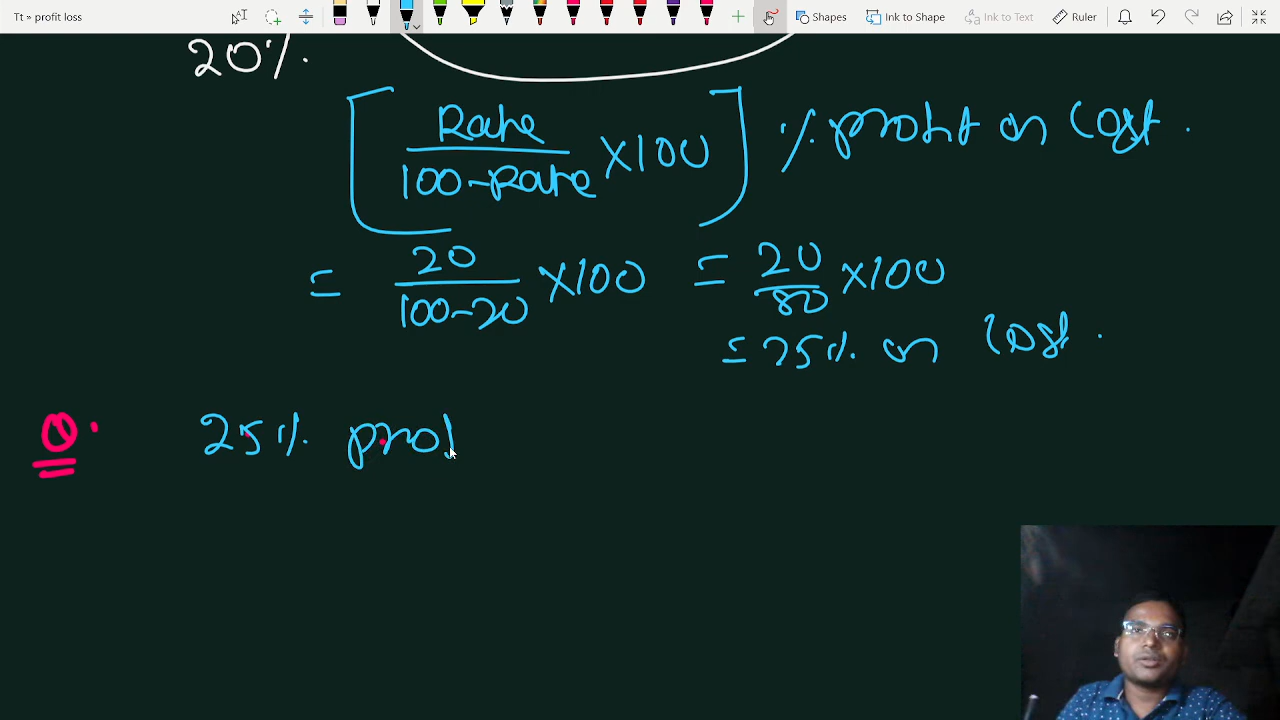 Tt » profit loss
Shapes Ink to Shape Ink to Text Ruler
20%.
[Rate / 100-Rate × 100] % profit on Cost.
= 20 / 100-20 × 100 = 20 / 80 × 100
= 25% on Cost.
Q. 25% prof